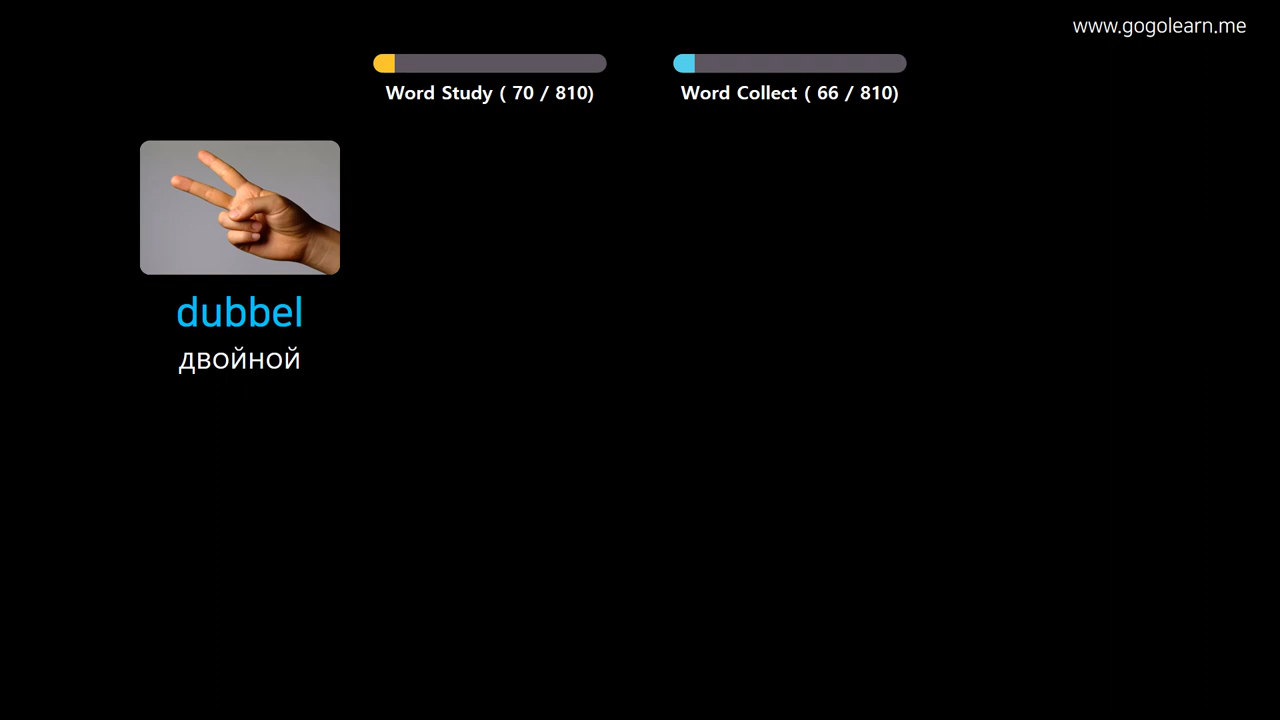 www.gogolearn.me
Word Study ( 70 / 810)
Word Collect ( 66 / 810)
dubbel
двойной